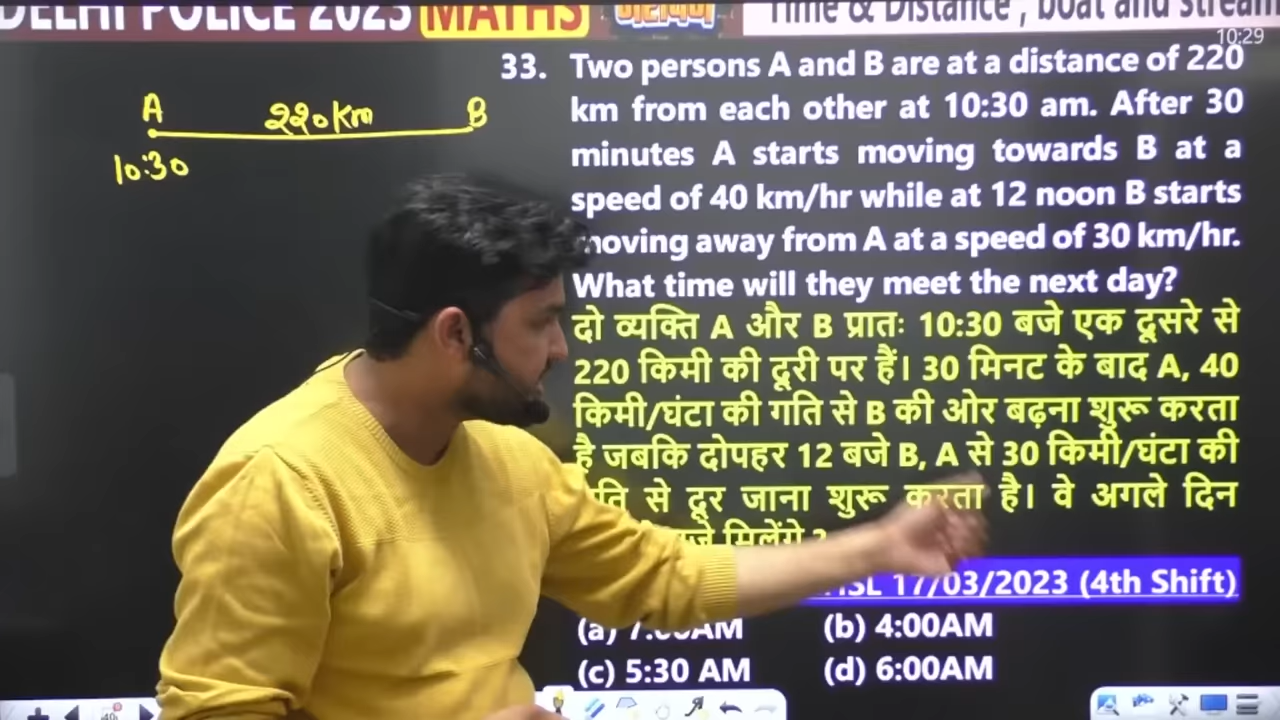 DELHI POLICE 2023 MATHS Time & Distance , boat and stream
10:29
A 220km B
10:30
33. Two persons A and B are at a distance of 220
km from each other at 10:30 am. After 30
minutes A starts moving towards B at a
speed of 40 km/hr while at 12 noon B starts
moving away from A at a speed of 30 km/hr.
What time will they meet the next day?
दो व्यक्ति A और B प्रातः 10:30 बजे एक दूसरे से
220 किमी की दूरी पर हैं। 30 मिनट के बाद A, 40
किमी/घंटा की गति से B की ओर बढ़ना शुरू करता
है जबकि दोपहर 12 बजे B, A से 30 किमी/घंटा की
से दूर जाना शुरू करता है। वे अगले दिन
मिलेंगे ?
17/03/2023 (4th Shift)
(a) 7:00AM (b) 4:00AM
(c) 5:30 AM (d) 6:00AM